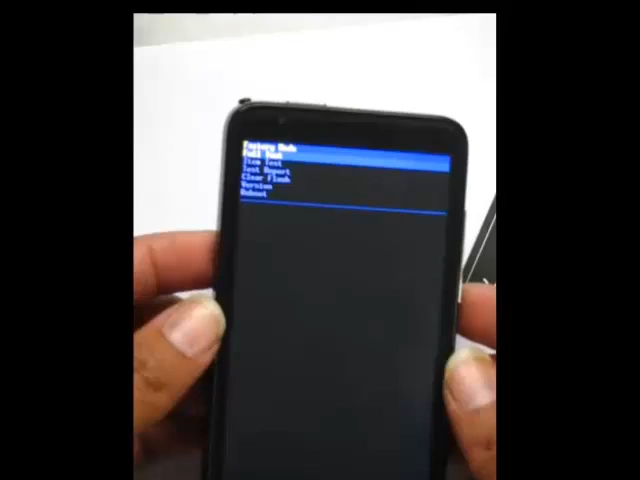 Factory Mode
Full Test
Item Test
Test Report
Clear Flash
Version
Reboot